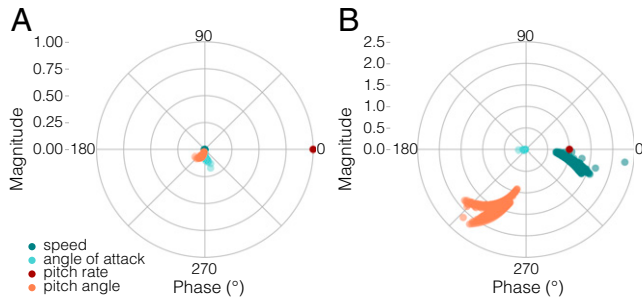 A
B
90
90
1.00
0.75
0.50
0.25
0.00
180
0
Magnitude
2.5
2.0
1.5
1.0
0.5
0.0
180
0
Magnitude
speed
angle of attack
pitch rate
pitch angle
270
270
Phase (°)
Phase (°)